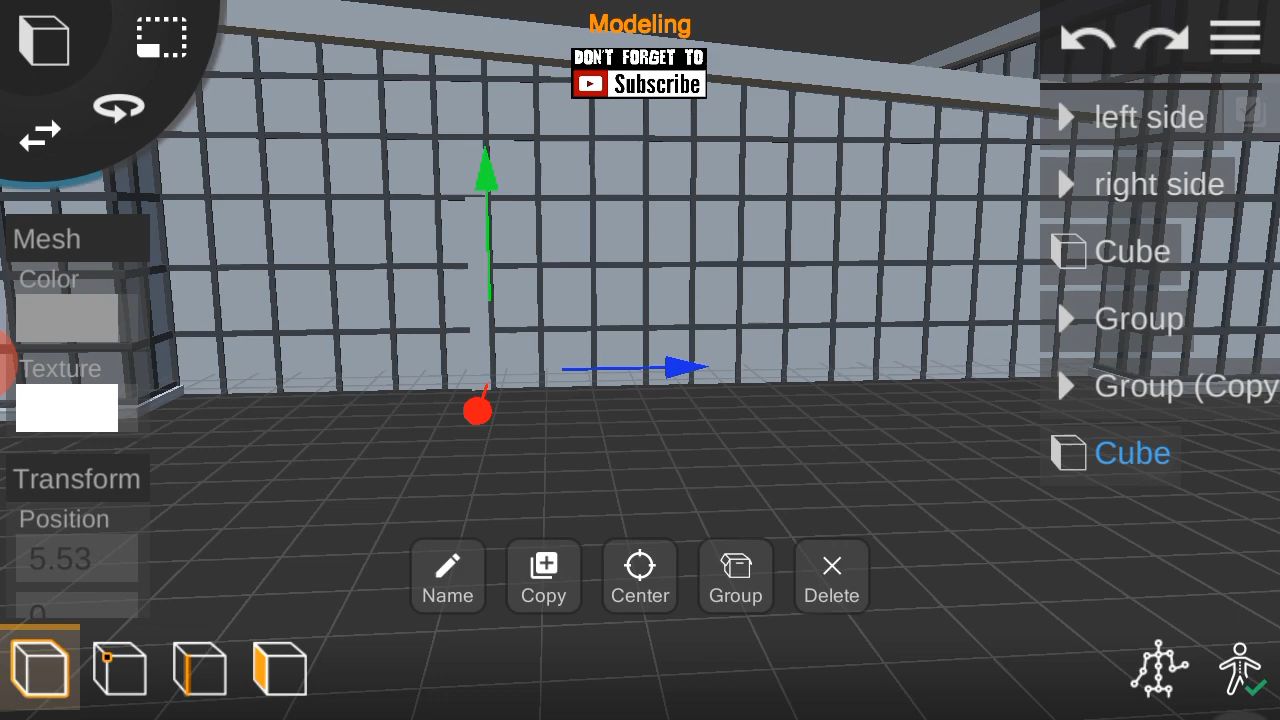 Modeling
DON'T FORGET TO
Subscribe
left side
right side
Cube
Group
Group (Copy
Cube
Mesh
Color
Texture
Transform
Position
5.53
0
Name
Copy
Center
Group
Delete